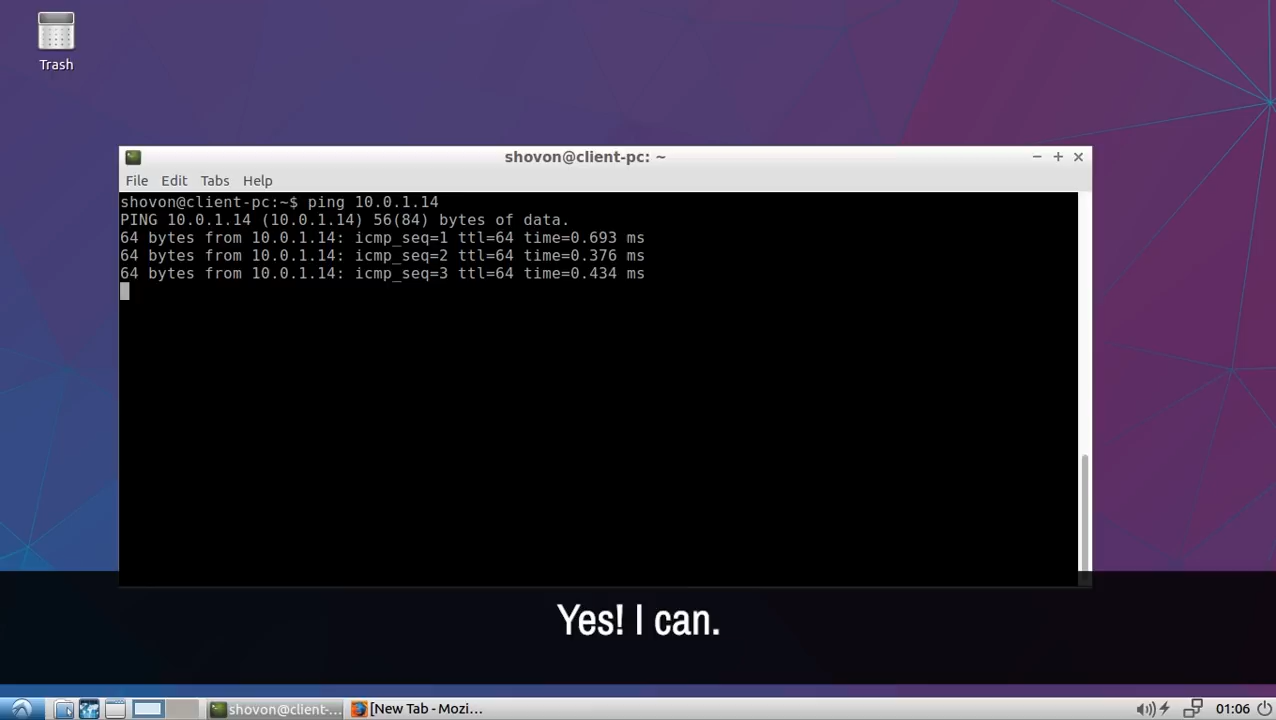 Trash
shovon@client-pc: ~
File Edit Tabs Help
shovon@client-pc:~$ ping 10.0.1.14
PING 10.0.1.14 (10.0.1.14) 56(84) bytes of data.
64 bytes from 10.0.1.14: icmp_seq=1 ttl=64 time=0.693 ms
64 bytes from 10.0.1.14: icmp_seq=2 ttl=64 time=0.376 ms
64 bytes from 10.0.1.14: icmp_seq=3 ttl=64 time=0.434 ms
Yes! I can.
shovon@client-... [New Tab - Mozi... 01:06